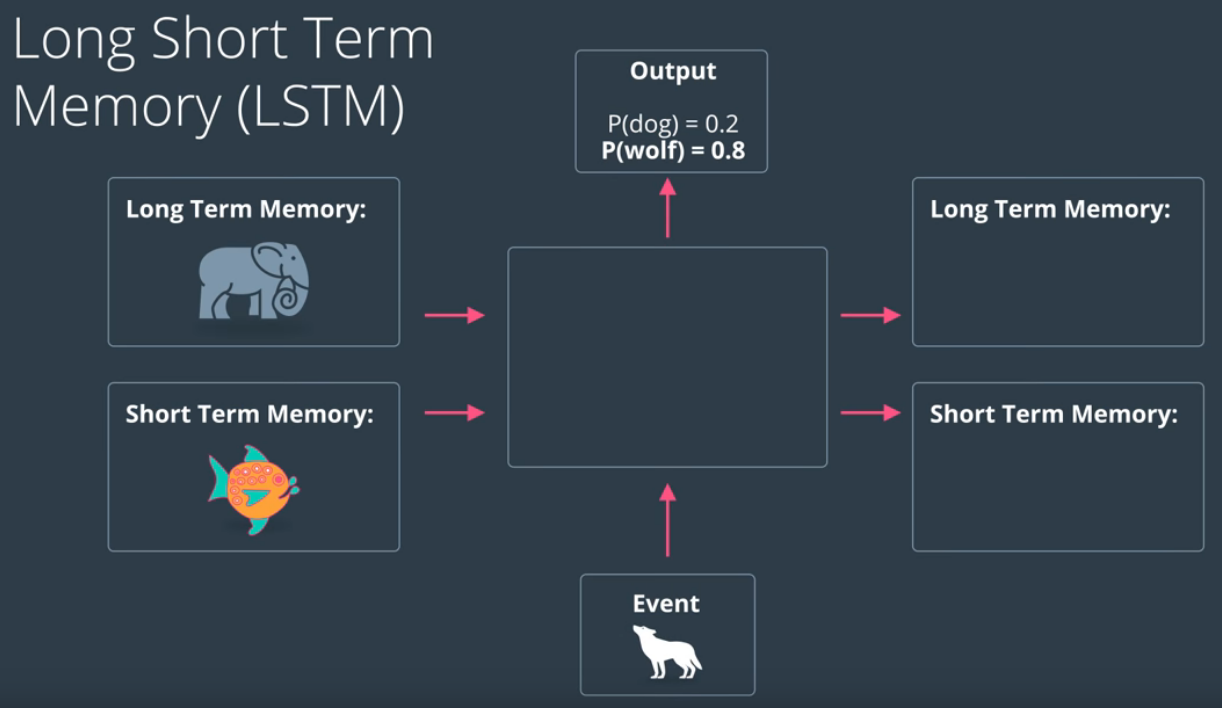 Long Short Term
Memory (LSTM)
Output
P(dog) = 0.2
P(wolf) = 0.8
Long Term Memory:
Long Term Memory:
Short Term Memory:
Short Term Memory:
Event